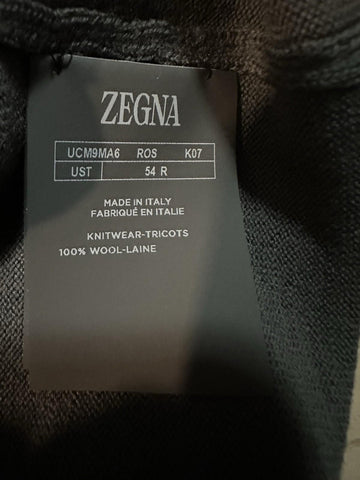 ZEGNA
UCM9MA6 ROS K07
UST 54 R
MADE IN ITALY
FABRIQUÉ EN ITALIE
KNITWEAR-TRICOTS
100% WOOL-LAINE